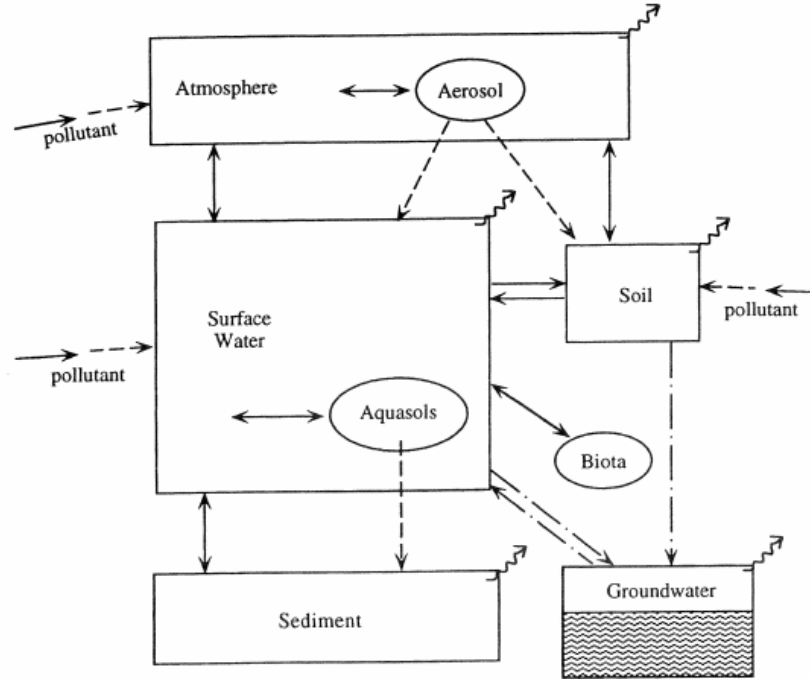 Atmosphere
Aerosol
pollutant
Surface
Water
Soil
pollutant
pollutant
Aquasols
Biota
Sediment
Groundwater